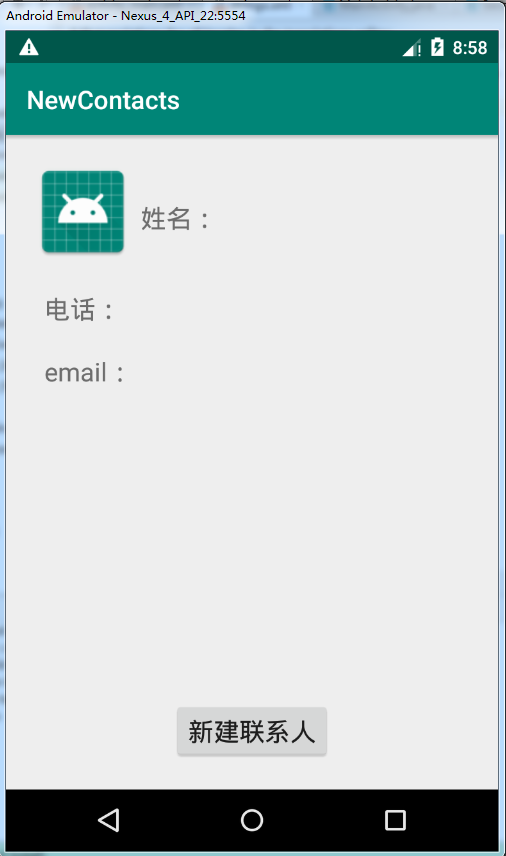 Android Emulator - Nexus_4_API_22:5554
8:58
NewContacts
姓名：
电话：
email：
新建联系人